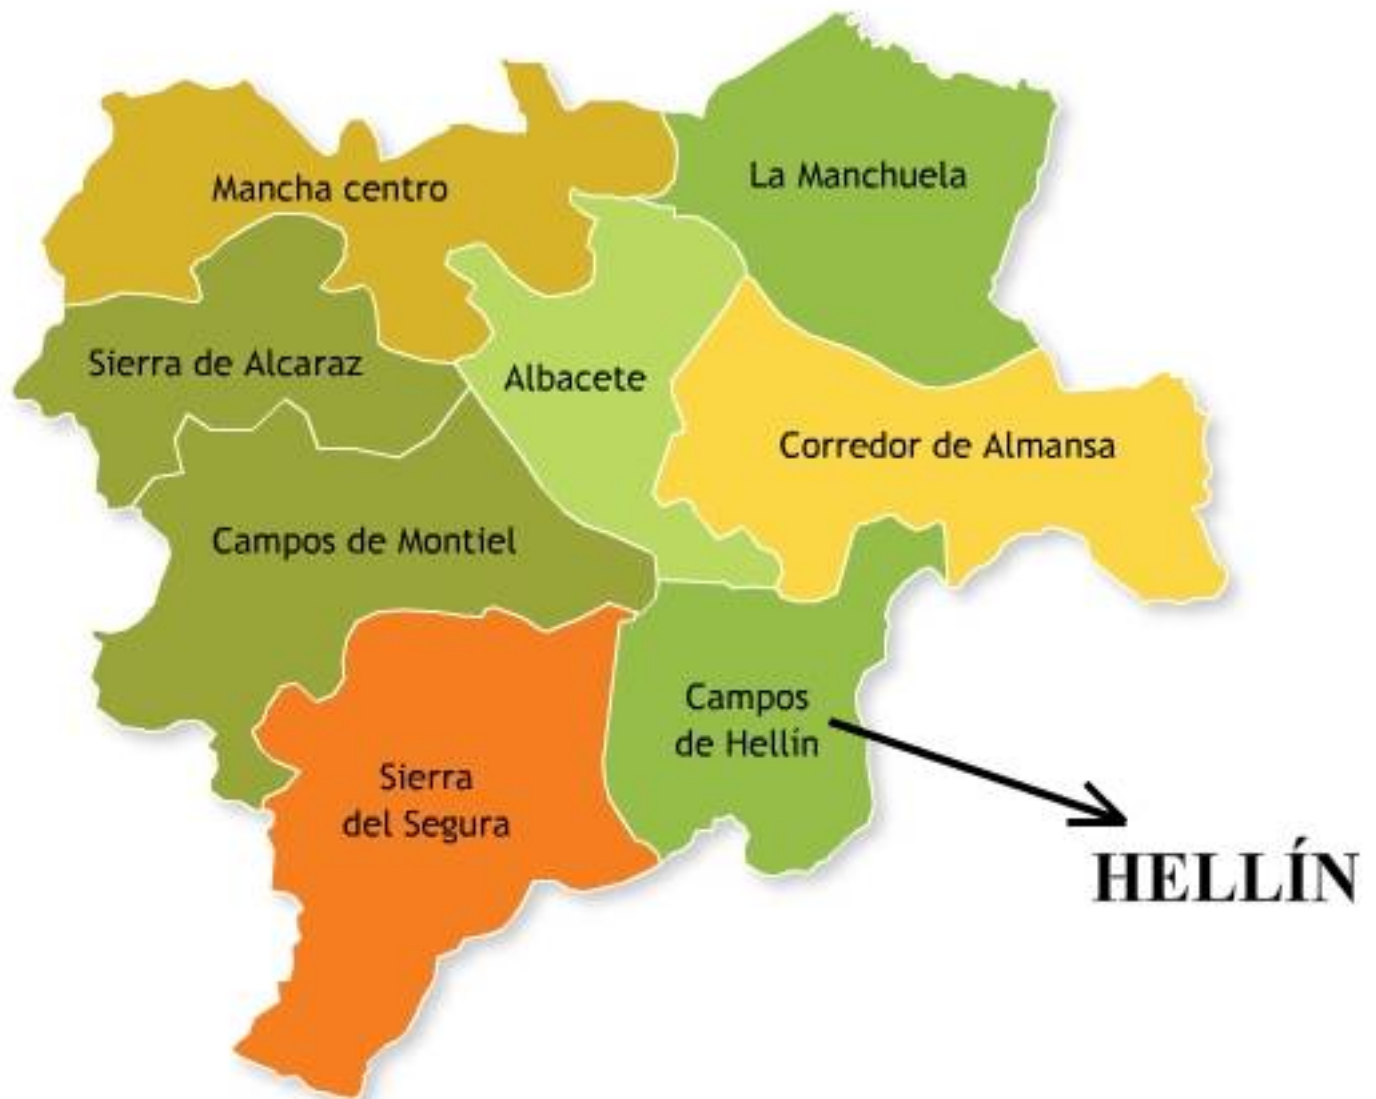 La Manchuela
Mancha centro
Sierra de Alcaraz
Albacete
Corredor de Almansa
Campos de Montiel
Campos
de Hellín
Sierra
del Segura
HELLÍN